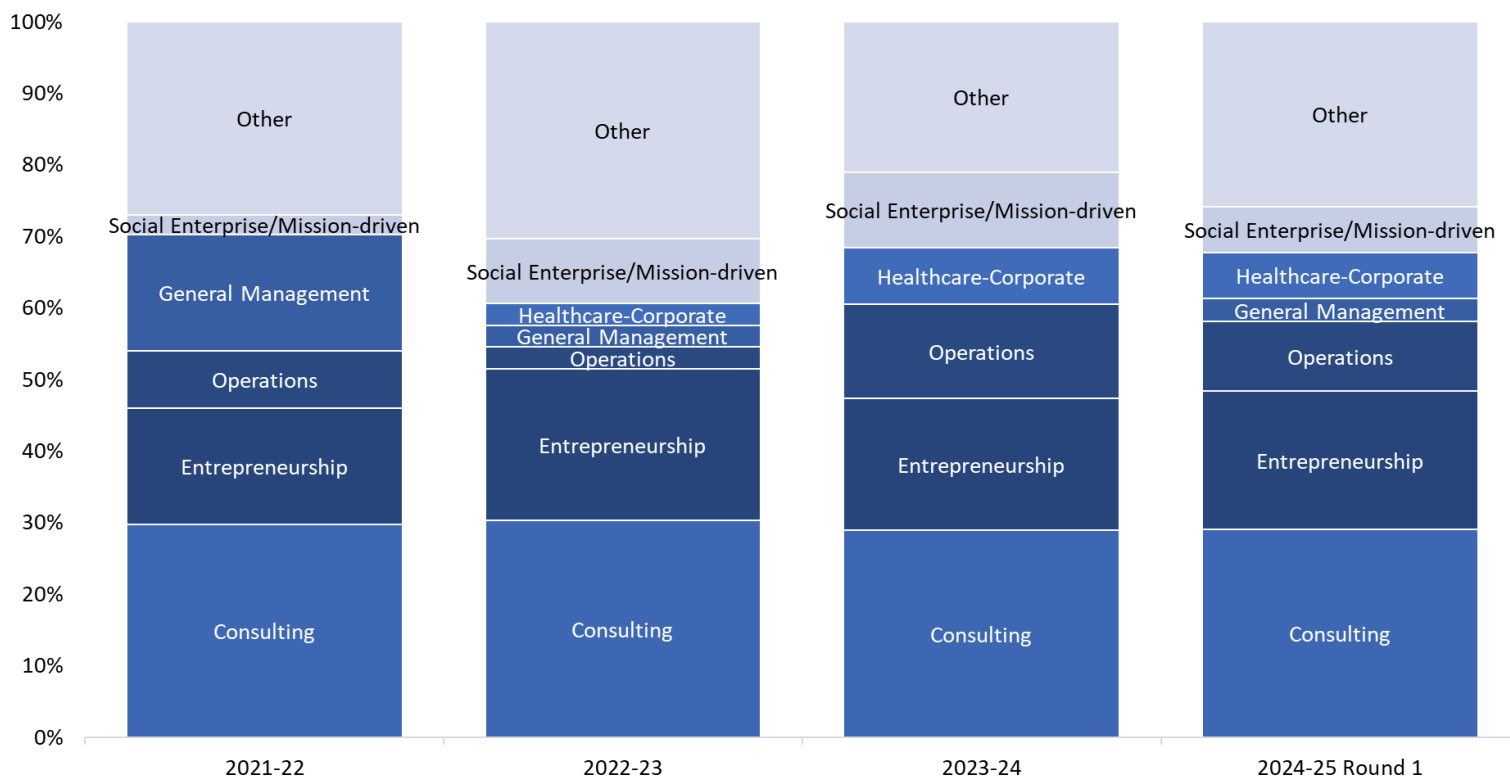 100%
90%
80%
70%
60%
50%
40%
30%
20%
10%
0%
Other
Social Enterprise/Mission-driven
General Management
Operations
Entrepreneurship
Consulting
2021-22
Other
Social Enterprise/Mission-driven
Healthcare-Corporate
General Management
Operations
Entrepreneurship
Consulting
2022-23
Other
Social Enterprise/Mission-driven
Healthcare-Corporate
Operations
Entrepreneurship
Consulting
2023-24
Other
Social Enterprise/Mission-driven
Healthcare-Corporate
General Management
Operations
Entrepreneurship
Consulting
2024-25 Round 1